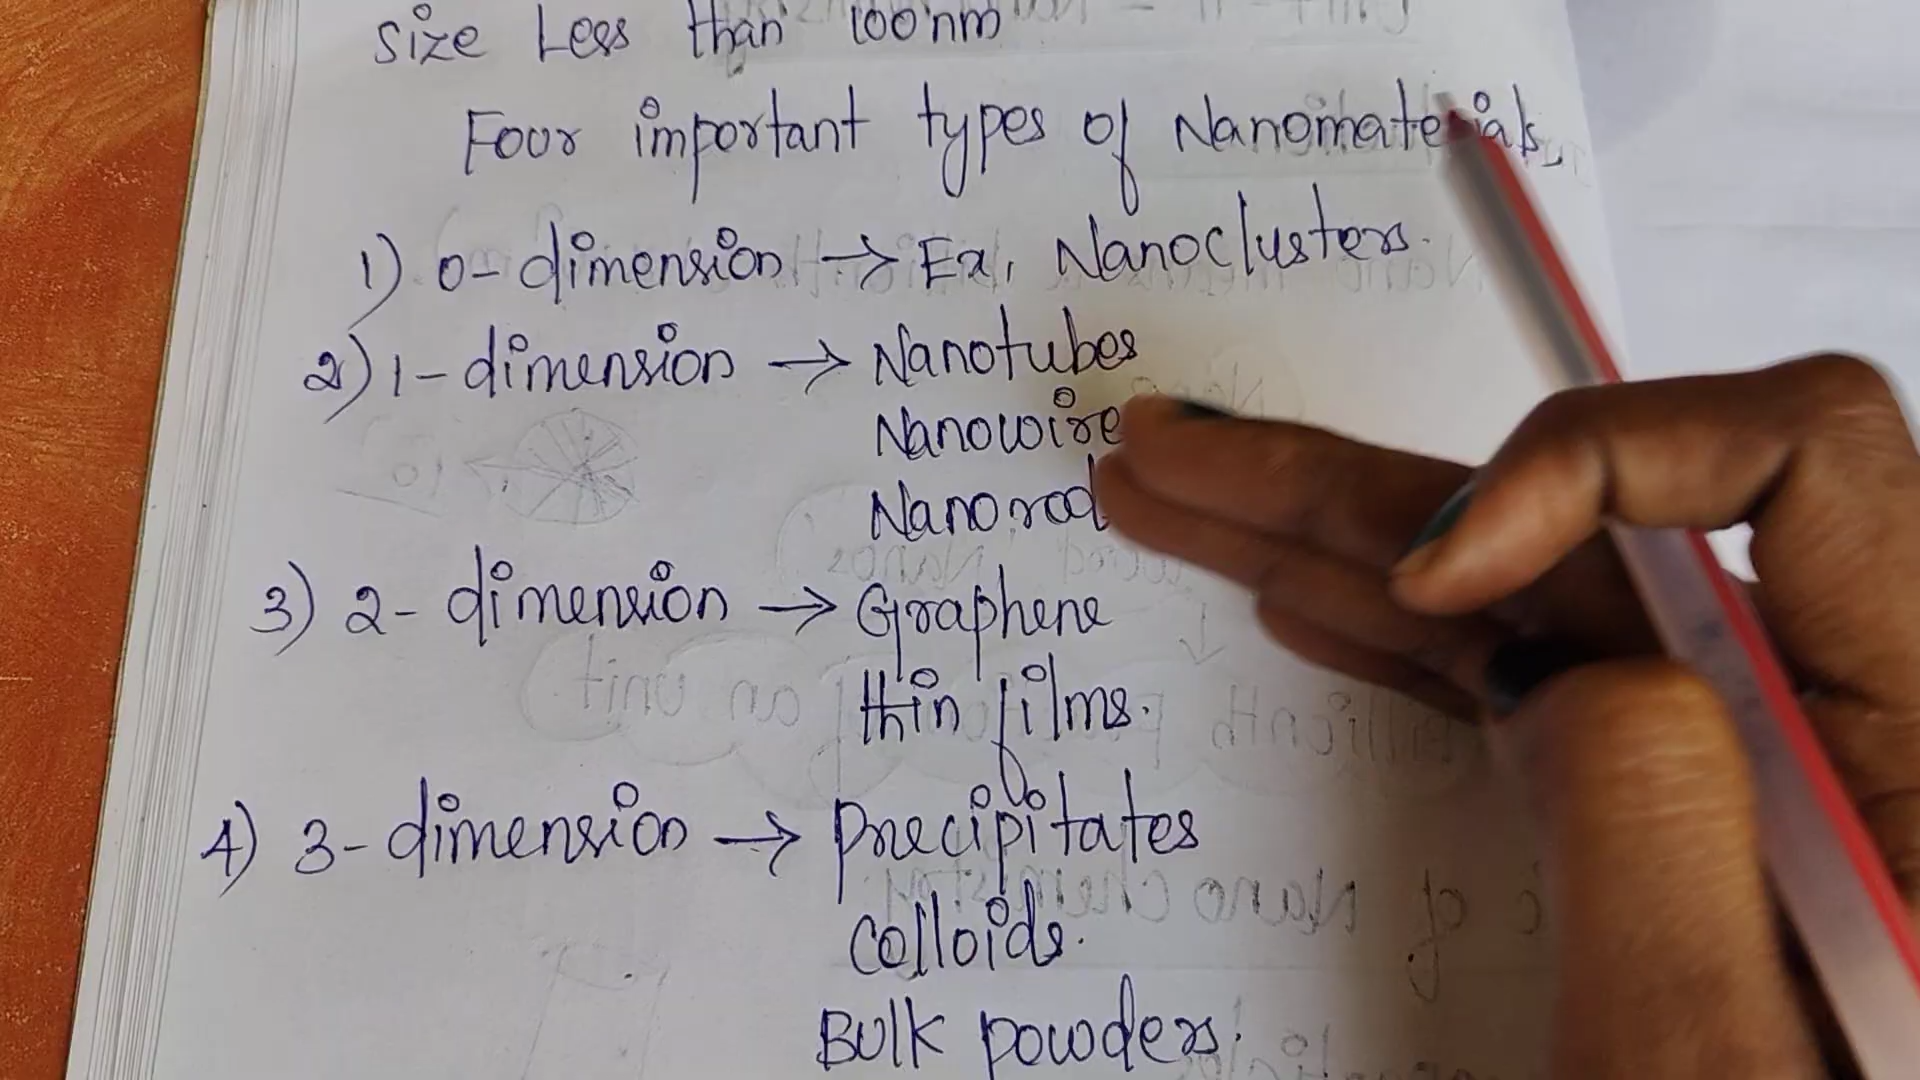 Size Less than 100nm
Four important types of Nanomaterials,
1) 0-dimension → Ex, Nanoclusters.
2) 1-dimension → Nanotubes
Nanowire
Nanorod
3) 2-dimension → Graphene
thin films.
4) 3-dimension → Precipitates
Colloids.
Bulk powders.